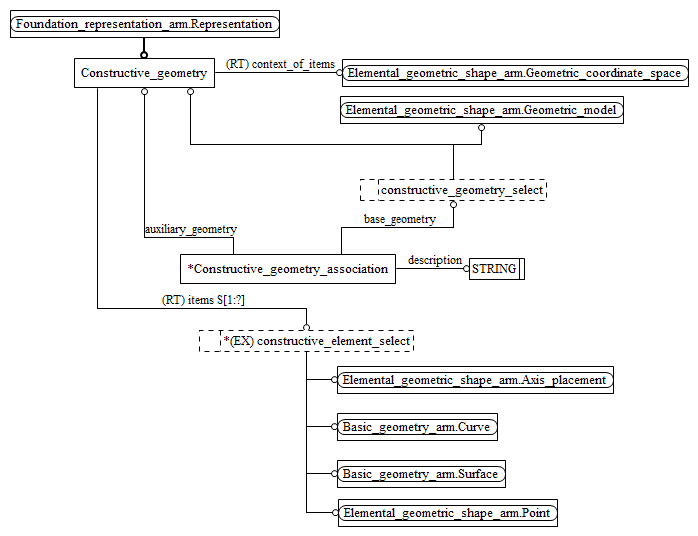 Foundation_representation_arm.Representation
Constructive_geometry
(RT) context_of_items
Elemental_geometric_shape_arm.Geometric_coordinate_space
Elemental_geometric_shape_arm.Geometric_model
constructive_geometry_select
base_geometry
auxiliary_geometry
*Constructive_geometry_association
description
STRING
(RT) items S[1:?]
*(EX) constructive_element_select
Elemental_geometric_shape_arm.Axis_placement
Basic_geometry_arm.Curve
Basic_geometry_arm.Surface
Elemental_geometric_shape_arm.Point